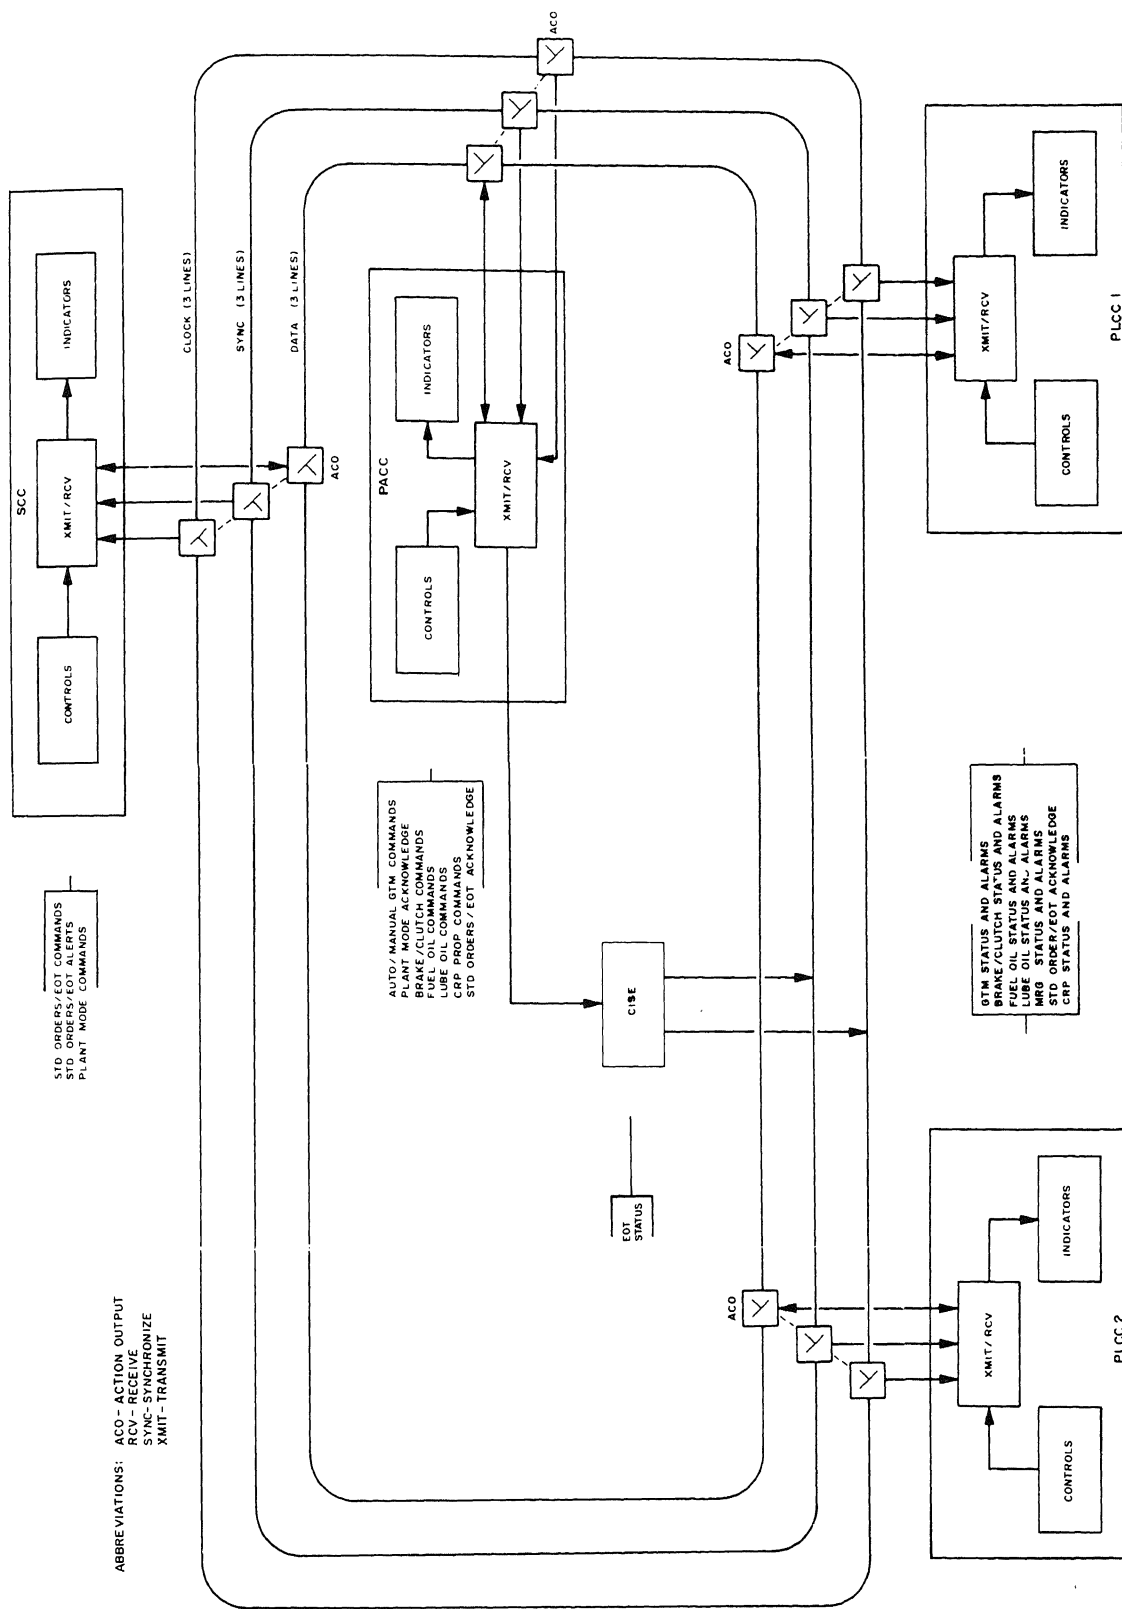 ABBREVIATIONS: ACO- ACTION OUTPUT
RCV- RECEIVE
SYNC- SYNCHRONIZE
XMIT- TRANSMIT
STD ORDERS/EOT COMMANDS
STD ORDERS/EOT ALERTS
PLANT MODE COMMANDS
SCC
CONTROLS
XMIT/RCV
INDICATORS
CLOCK (3 LINES)
SYNC (3 LINES)
DATA (3 LINES)
ACO
ACO
PACC
CONTROLS
XMIT/RCV
INDICATORS
AUTO/MANUAL GTM COMMANDS
PLANT MODE ACKNOWLEDGE
BRAKE/CLUTCH COMMANDS
FUEL OIL COMMANDS
LUBE OIL COMMANDS
CRP PROP COMMANDS
STD ORDERS/EOT ACKNOWLEDGE
EOT
STATUS
CISE
ACO
ACO
GTM STATUS AND ALARMS
BRAKE/CLUTCH STATUS AND ALARMS
FUEL OIL STATUS AND ALARMS
LUBE OIL STATUS AND ALARMS
MRG STATUS AND ALARMS
STD ORDER/EOT ACKNOWLEDGE
CRP STATUS AND ALARMS
CONTROLS
XMIT/RCV
INDICATORS
PLCC 2
CONTROLS
XMIT/RCV
INDICATORS
PLCC 1